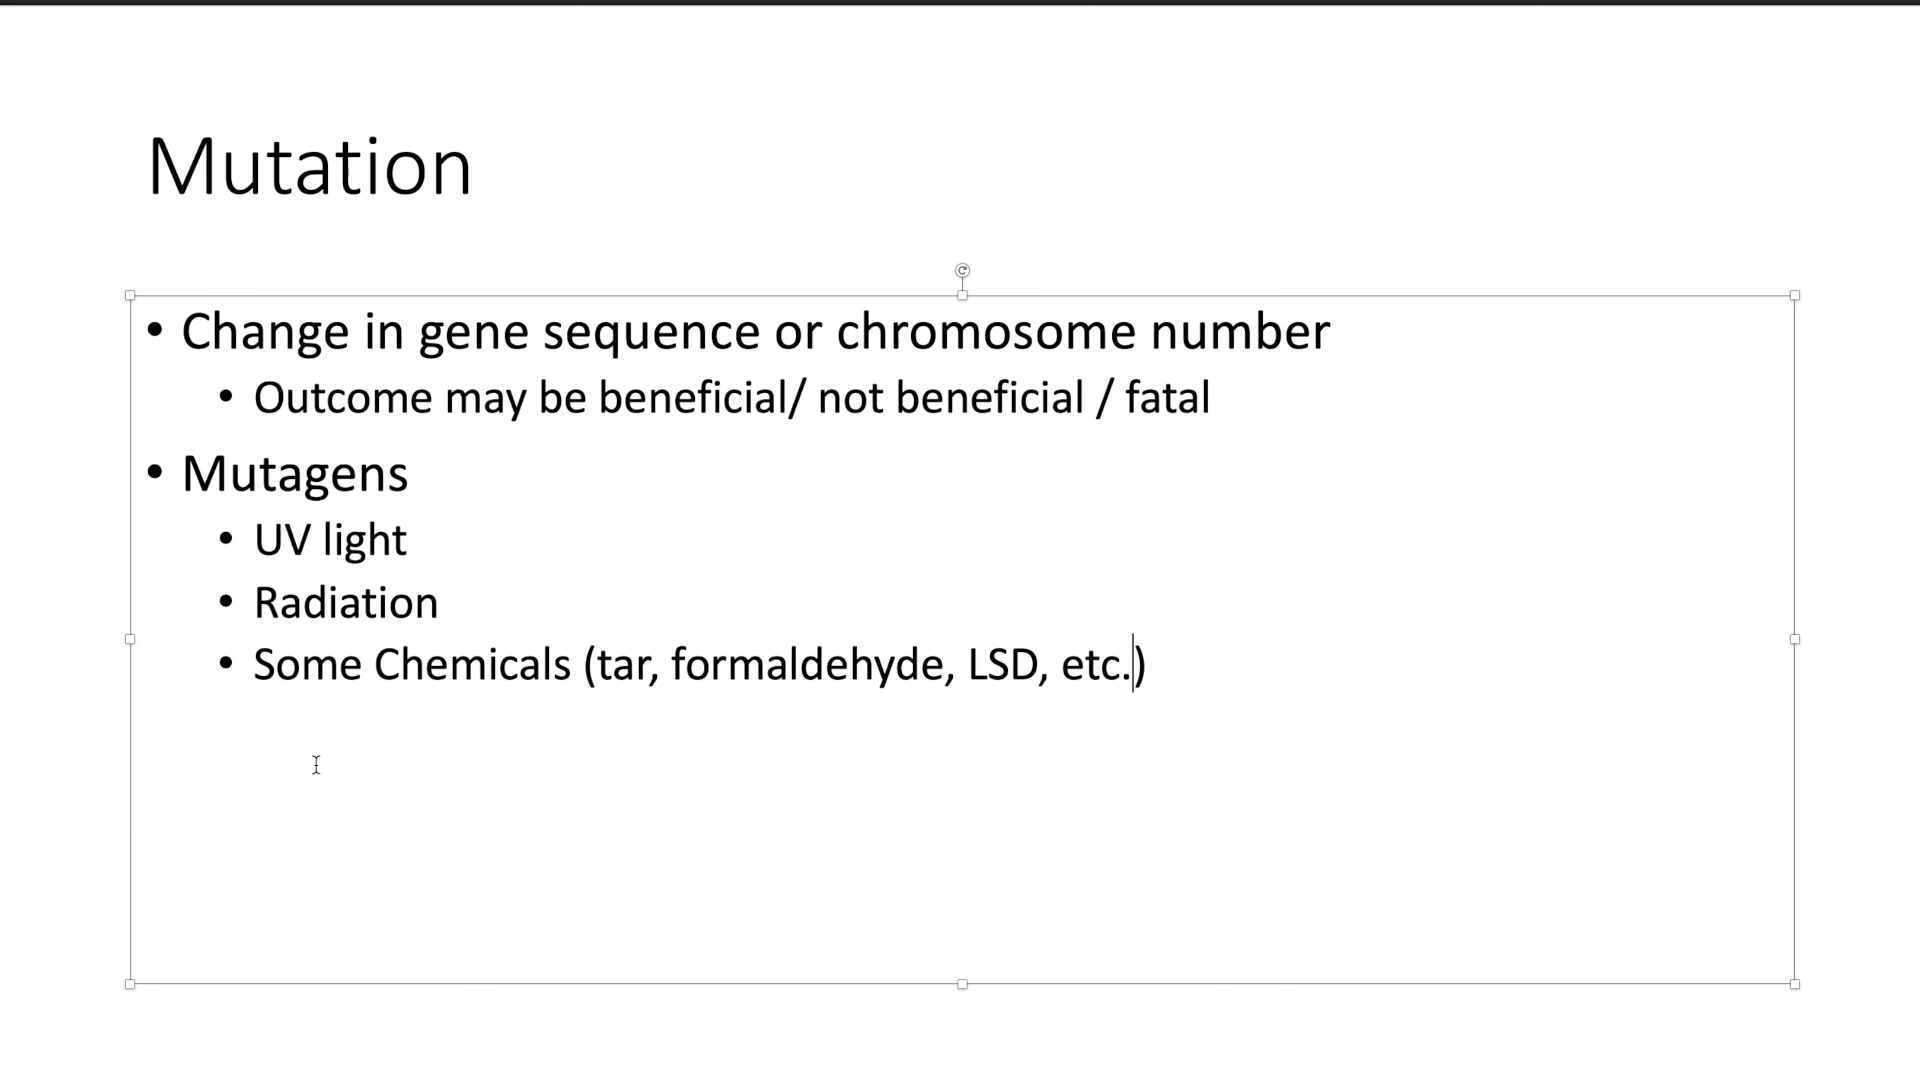 Mutation
• Change in gene sequence or chromosome number
• Outcome may be beneficial/ not beneficial / fatal
• Mutagens
• UV light
• Radiation
• Some Chemicals (tar, formaldehyde, LSD, etc.)